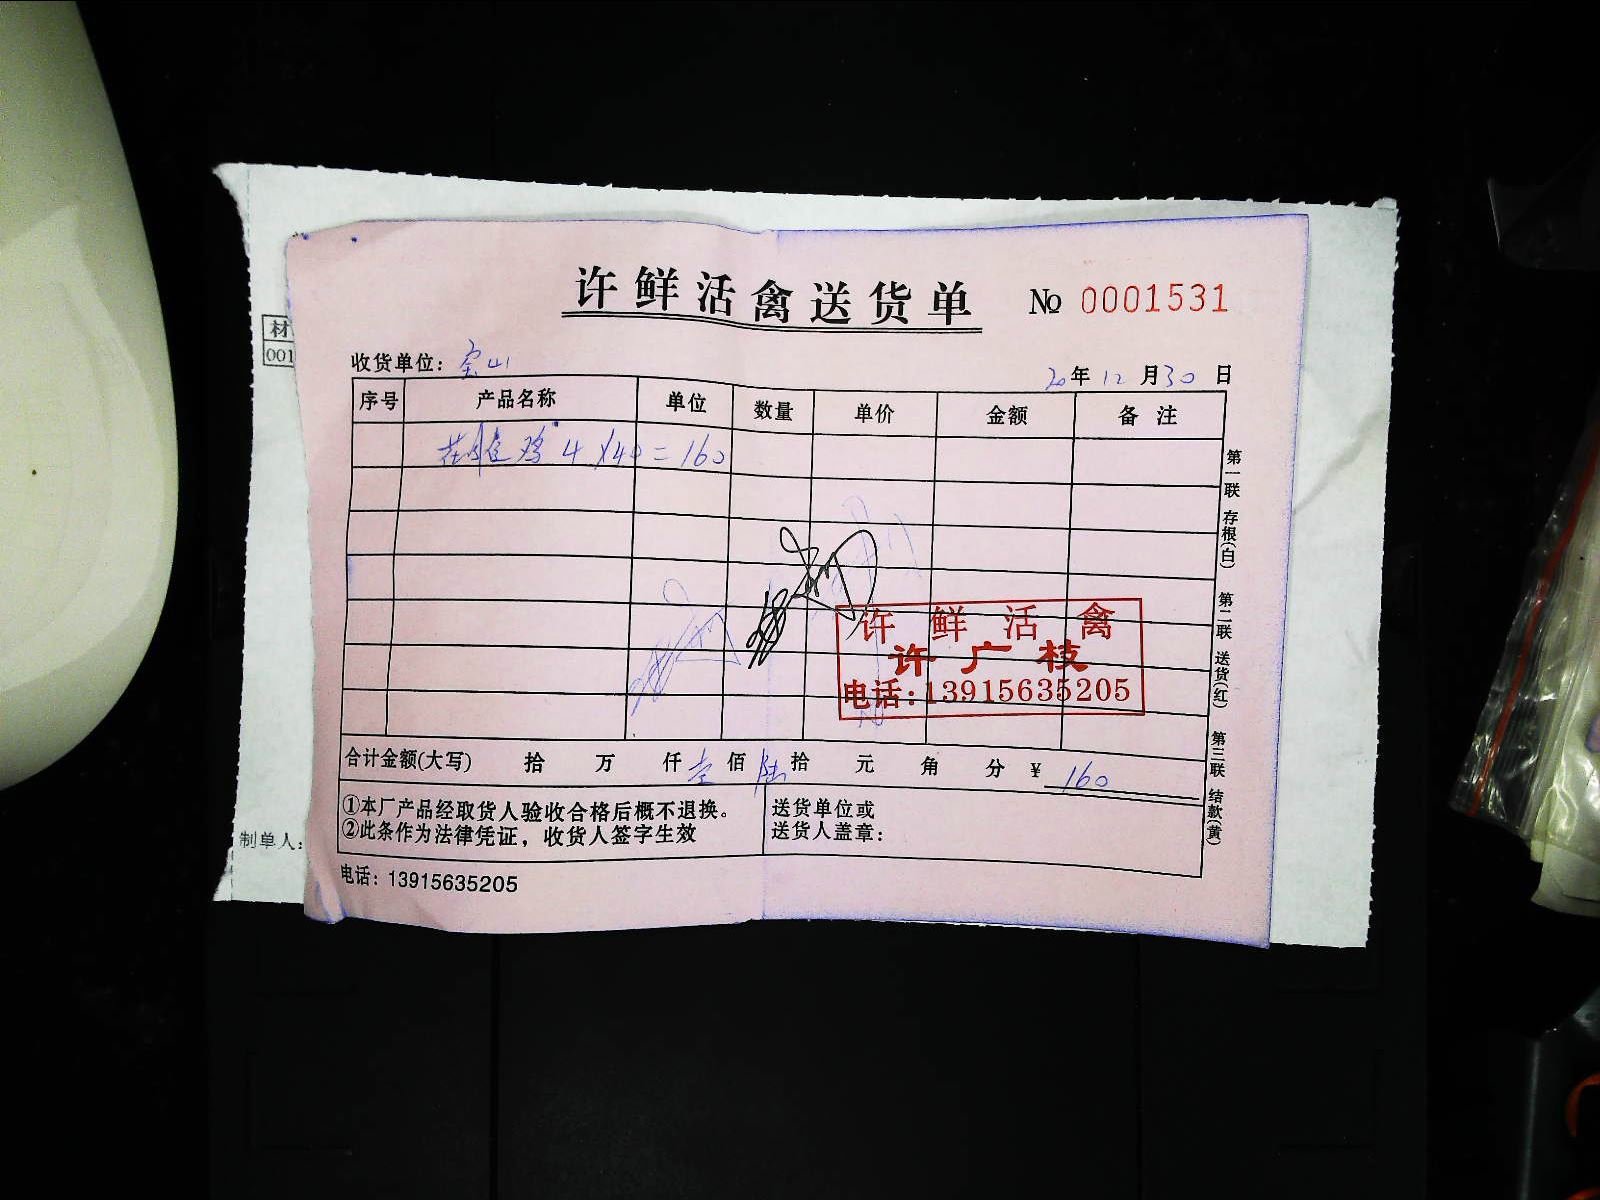 许鲜活禽送货单 № 0001531
收货单位: 宝山 20年12月30日
序号 产品名称 单位 数量 单价 金额 备注
鸡 4×40=160
许鲜活禽
许广枝
电话:13915635205
合计金额(大写) 拾 万 仟壹佰陆拾 元 角 分 ¥160
①本厂产品经取货人验收合格后概不退换。
②此条作为法律凭证，收货人签字生效
送货单位或
送货人盖章:
电话: 13915635205
第一联 存根(白) 第二联 送货(红) 第三联 结款(黄)
材
001
制单人: